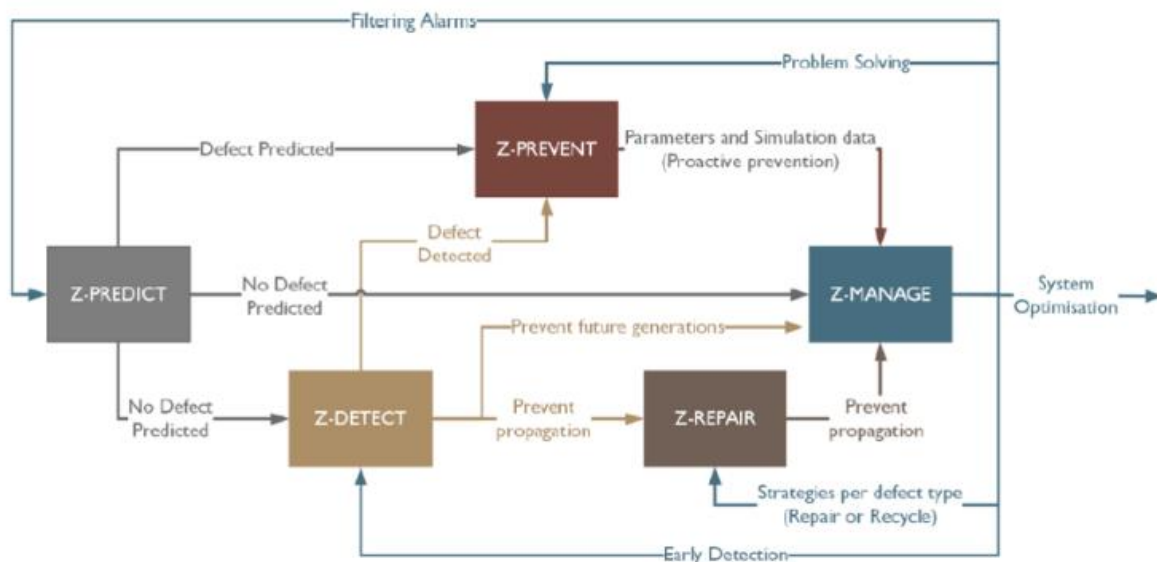 Filtering Alarms
Problem Solving
Defect Predicted
Z-PREVENT
Parameters and Simulation data
(Proactive prevention)
Defect
Detected
Z-PREDICT
No Defect
Predicted
Z-MANAGE
System
Optimisation
Prevent future generations
No Defect
Predicted
Z-DETECT
Prevent
propagation
Z-REPAIR
Prevent
propagation
Strategies per defect type
(Repair or Recycle)
Early Detection